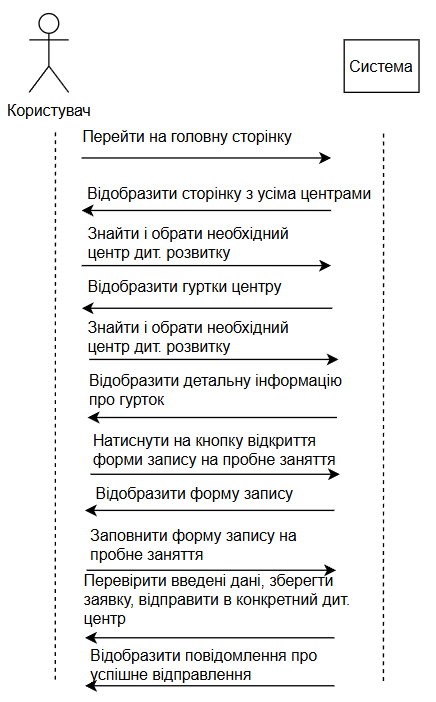 Користувач
Система
Перейти на головну сторінку
Відобразити сторінку з усіма центрами
Знайти і обрати необхідний
центр дит. розвитку
Відобразити гуртки центру
Знайти і обрати необхідний
центр дит. розвитку
Відобразити детальну інформацію
про гурток
Натиснути на кнопку відкриття
форми запису на пробне заняття
Відобразити форму запису
Заповнити форму запису на
пробне заняття
Перевірити введені дані, зберегти
заявку, відправити в конкретний дит.
центр
Відобразити повідомлення про
успішне відправлення